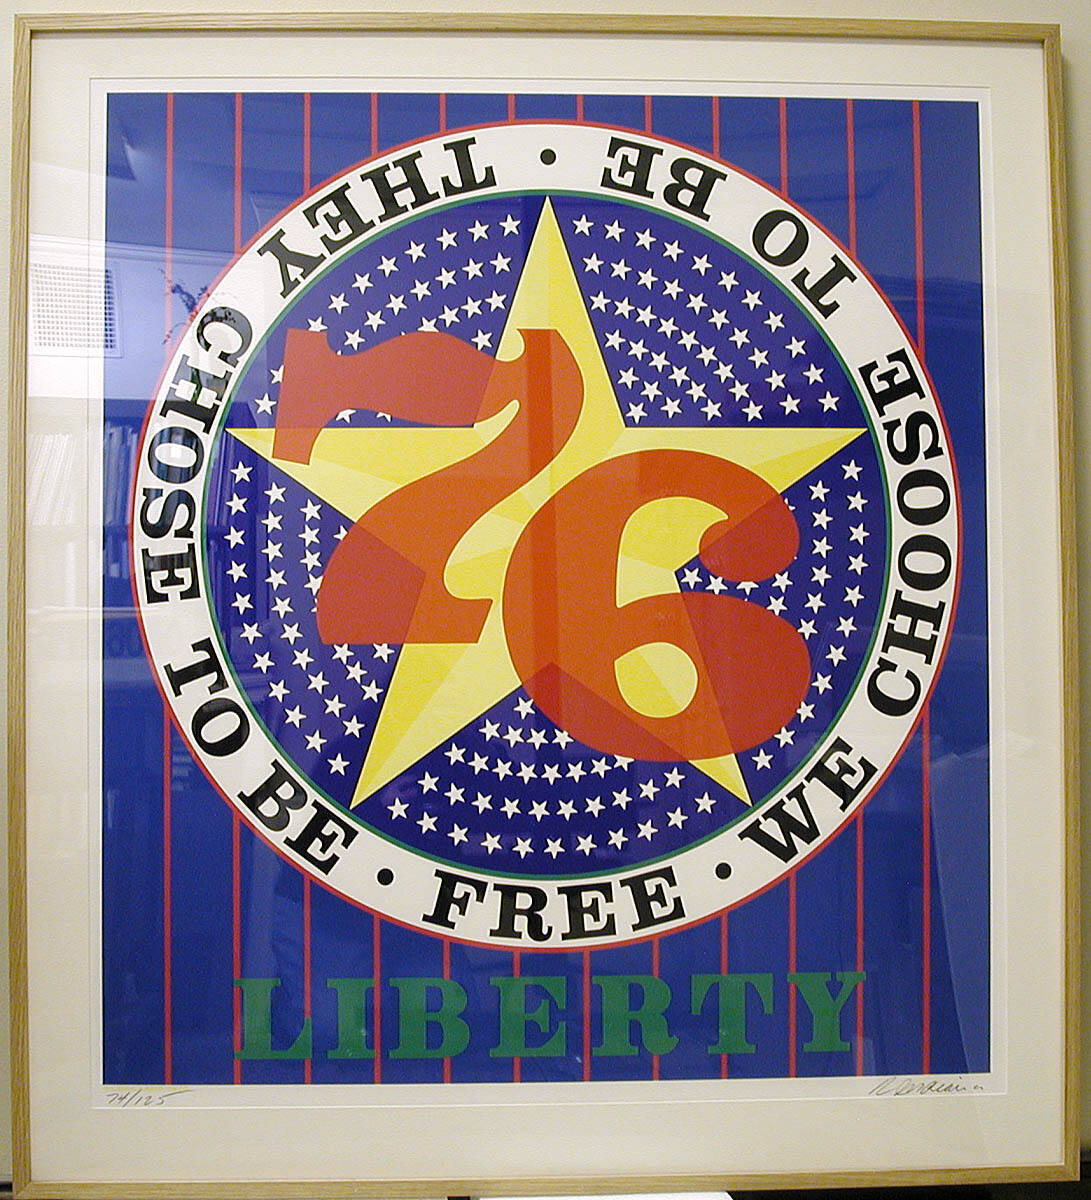 THEY CHOSE TO BE • FREE • WE CHOOSE TO BE •
76
LIBERTY
74/125